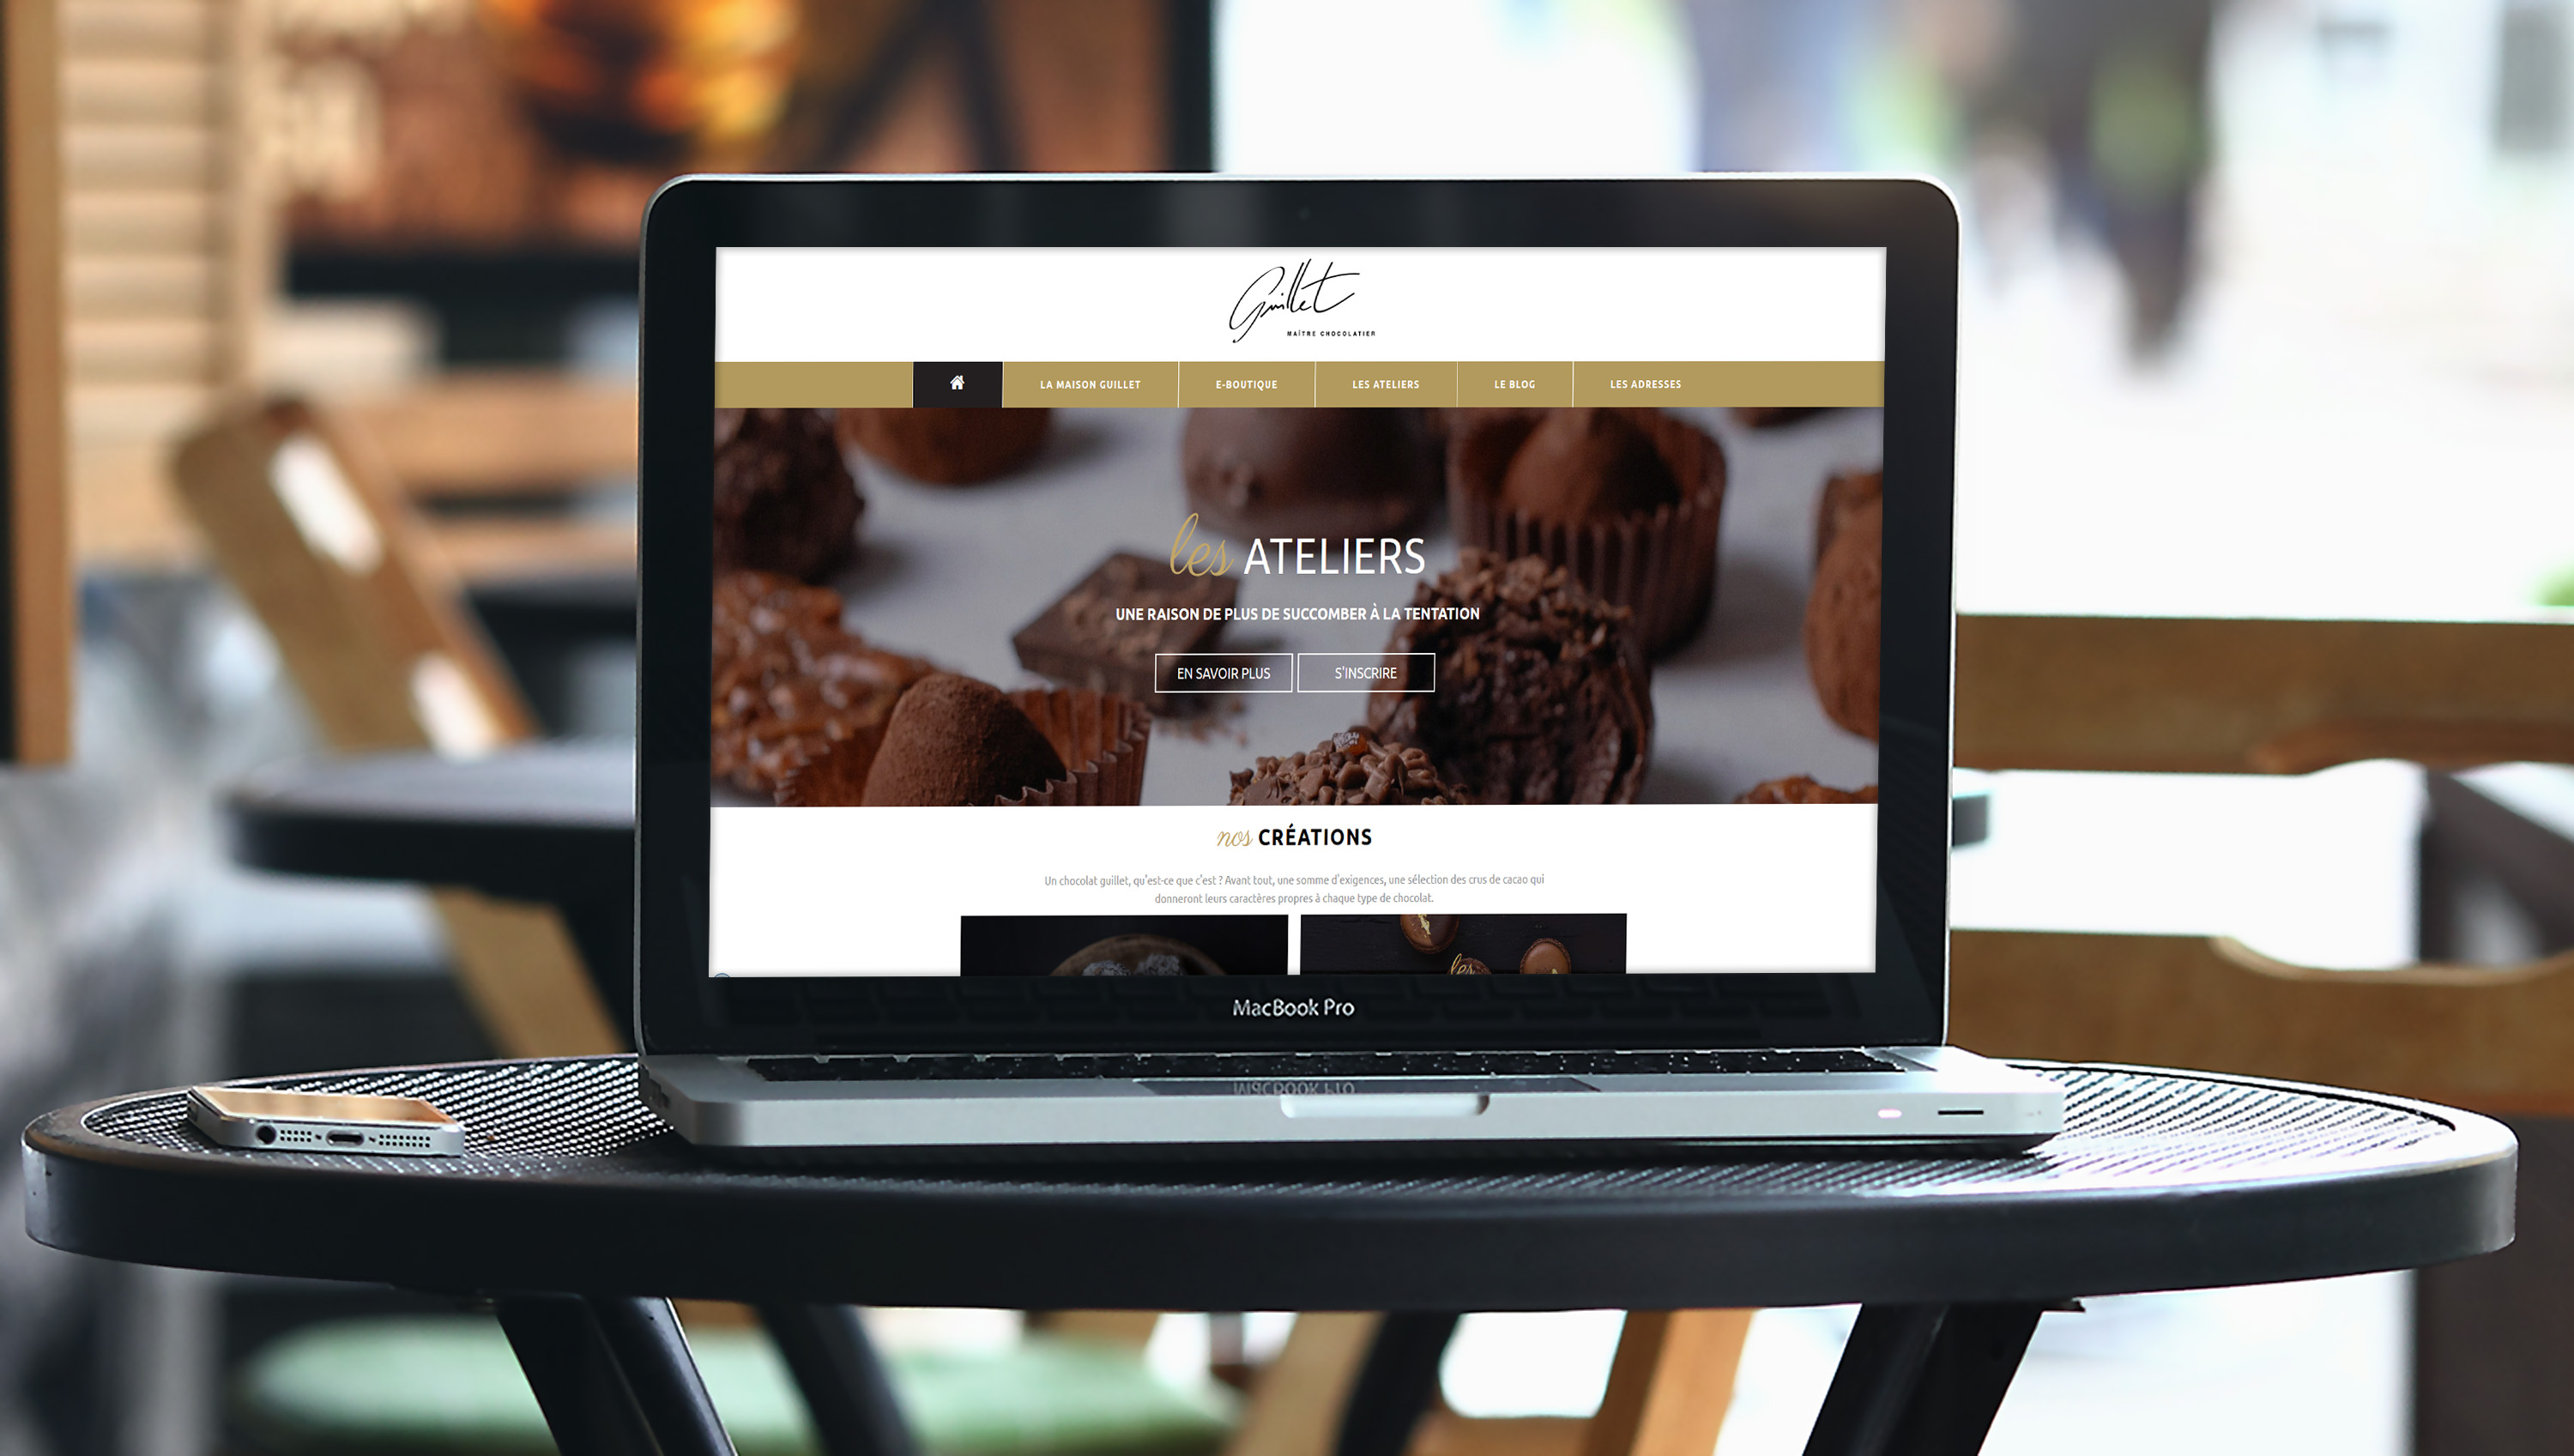 Guillet
MAÎTRE CHOCOLATIER
LA MAISON GUILLET
E-BOUTIQUE
LES ATELIERS
LE BLOG
LES ADRESSES
les ATELIERS
UNE RAISON DE PLUS DE SUCCOMBER À LA TENTATION
EN SAVOIR PLUS
S'INSCRIRE
nos CRÉATIONS
Un chocolat guillet, qu'est-ce que c'est ? Avant tout, une somme d'exigences, une sélection des crus de cacao qui
donneront leurs caractères propres à chaque type de chocolat.
les
MacBook Pro